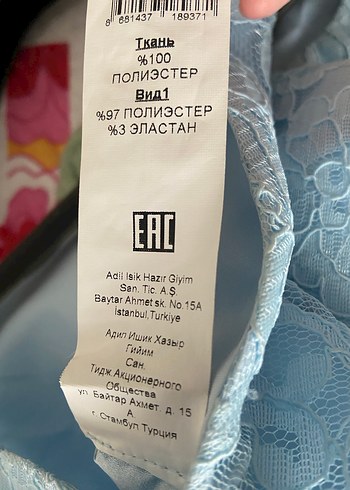 8 681437 189371
Ткань
%100
ПОЛИЭСТЕР
Вид1
%97 ПОЛИЭСТЕР
%3 ЭЛАСТАН
EAC
Adil Isik Hazır Giyim
San. Tic. A.Ş.
Baytar Ahmet sk. No.15A
İstanbul,Turkiye
Адил Ишик Хазыр
Гийим
Сан.
Тидж Акционерного
Общества
ул. Байтар Ахмет. д. 15
А
г. Стамбул Турция